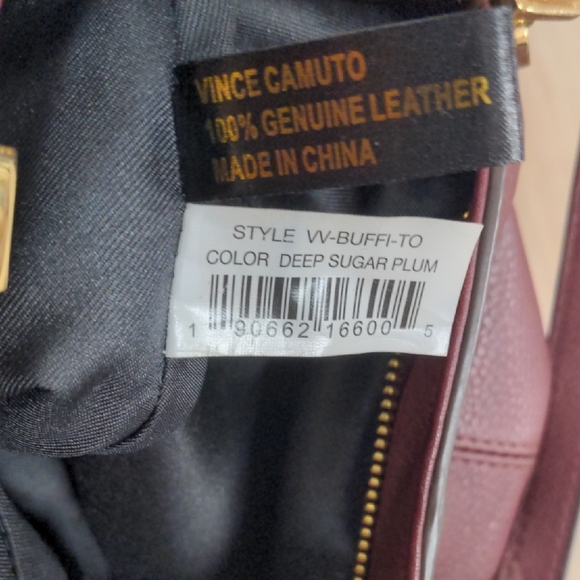 VINCE CAMUTO
100% GENUINE LEATHER
MADE IN CHINA
STYLE VV-BUFFI-TO
COLOR DEEP SUGAR PLUM
1 90662 16600 5